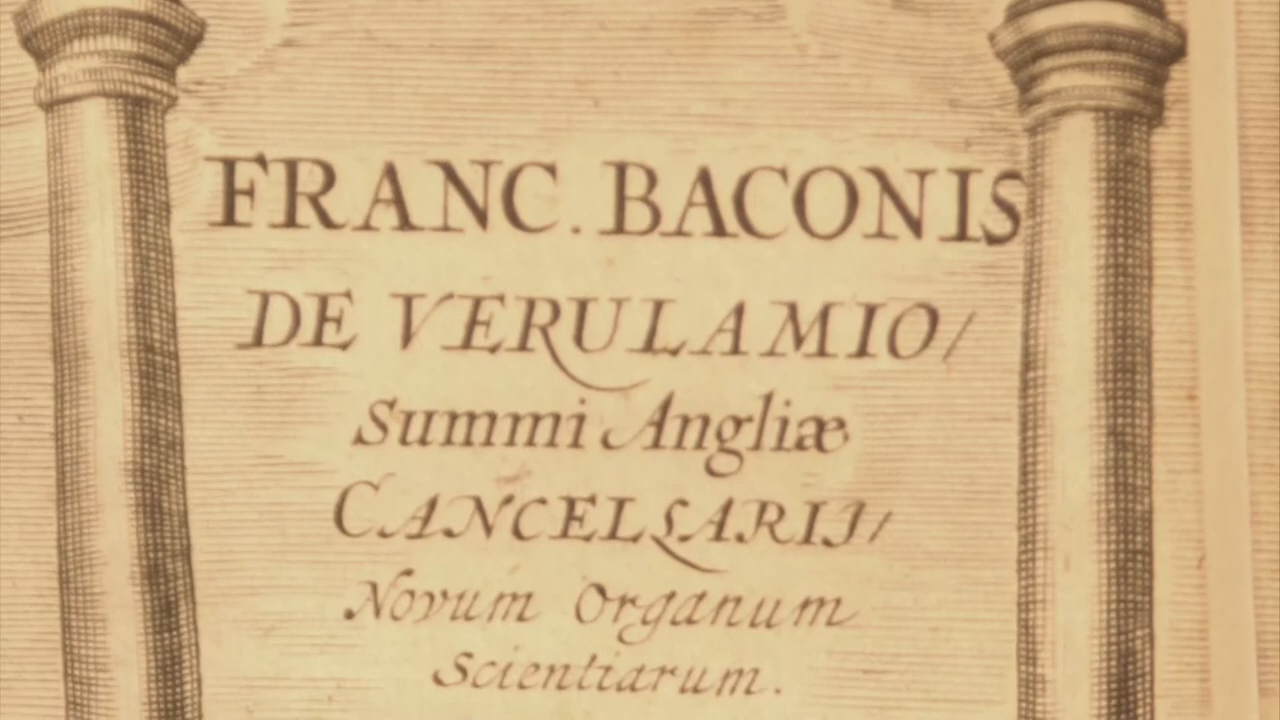 FRANC. BACONIS
DE VERULAMIO/
Summi Angliæ
CANCELLARIJ/
Novum Organum
Scientiarum.